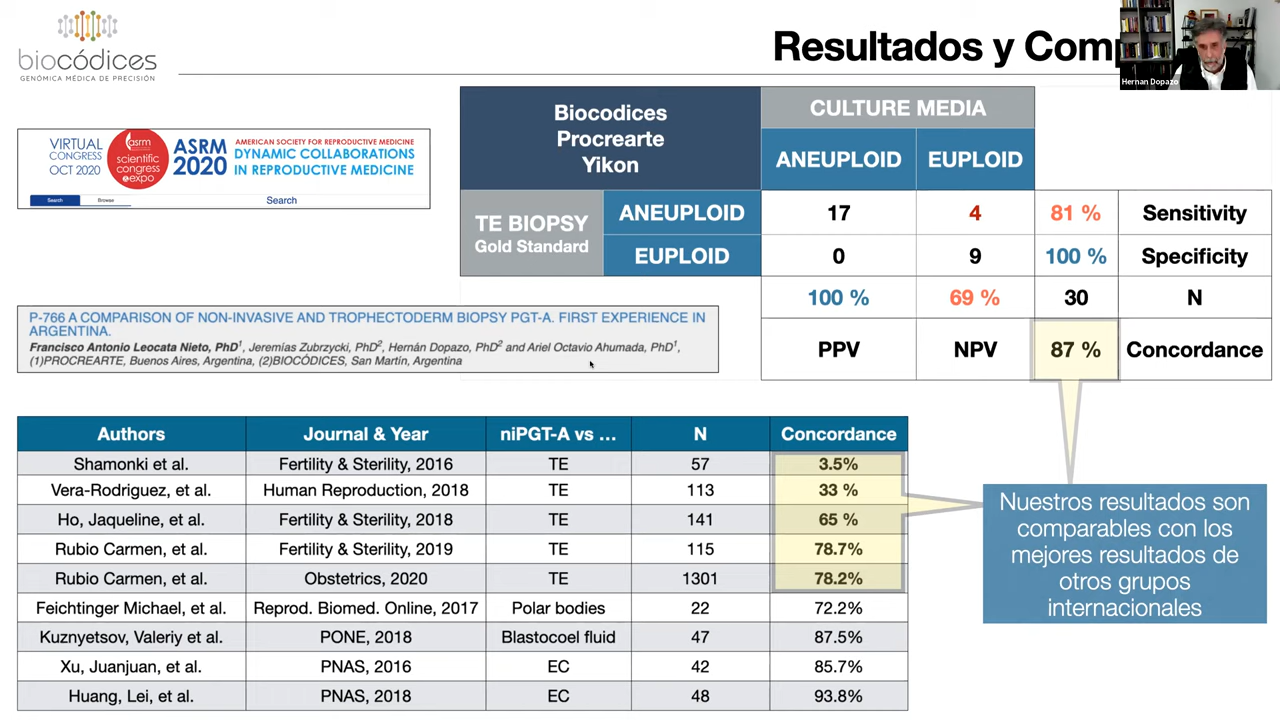 biocódices
GENÓMICA MÉDICA DE PRECISIÓN
Resultados y Comp
Hernan Dopazo
VIRTUAL
CONGRESS
OCT 2020
asrm
scientific
congress
&expo
ASRM
2020
AMERICAN SOCIETY FOR REPRODUCTIVE MEDICINE
DYNAMIC COLLABORATIONS
IN REPRODUCTIVE MEDICINE
Search Browse Search
Biocodices
Procrearte
Yikon
CULTURE MEDIA
ANEUPLOID EUPLOID
TE BIOPSY
Gold Standard
ANEUPLOID 17 4 81 % Sensitivity
EUPLOID 0 9 100 % Specificity
100 % 69 % 30 N
PPV NPV 87 % Concordance
P-766 A COMPARISON OF NON-INVASIVE AND TROPHECTODERM BIOPSY PGT-A. FIRST EXPERIENCE IN
ARGENTINA.
Francisco Antonio Leocata Nieto, PhD1, Jeremías Zubrzycki, PhD2, Hernán Dopazo, PhD2 and Ariel Octavio Ahumada, PhD1,
(1)PROCREARTE, Buenos Aires, Argentina, (2)BIOCÓDICES, San Martin, Argentina
Authors Journal & Year niPGT-A vs ... N Concordance
Shamonki et al. Fertility & Sterility, 2016 TE 57 3.5%
Vera-Rodriguez, et al. Human Reproduction, 2018 TE 113 33 %
Ho, Jaqueline, et al. Fertility & Sterility, 2018 TE 141 65 %
Rubio Carmen, et al. Fertility & Sterility, 2019 TE 115 78.7%
Rubio Carmen, et al. Obstetrics, 2020 TE 1301 78.2%
Feichtinger Michael, et al. Reprod. Biomed. Online, 2017 Polar bodies 22 72.2%
Kuznyetsov, Valeriy et al. PONE, 2018 Blastocoel fluid 47 87.5%
Xu, Juanjuan, et al. PNAS, 2016 EC 42 85.7%
Huang, Lei, et al. PNAS, 2018 EC 48 93.8%
Nuestros resultados son
comparables con los
mejores resultados de
otros grupos
internacionales